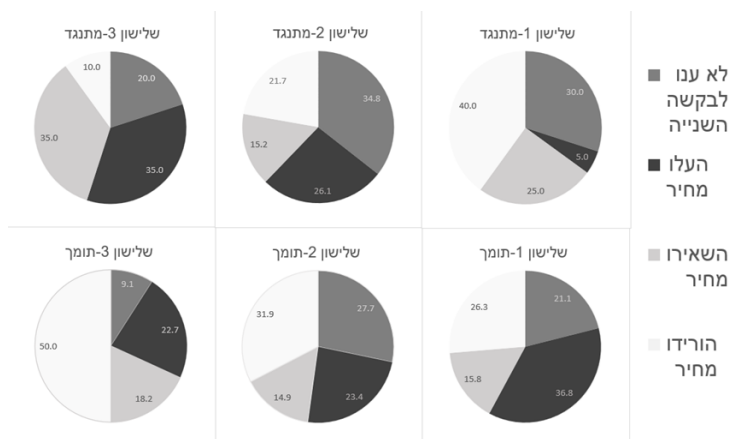 שלישון 1-מתנגד
שלישון 2-מתנגד
שלישון 3-מתנגד
30.0
5.0
25.0
40.0
34.8
26.1
15.2
21.7
20.0
35.0
35.0
10.0
שלישון 1-תומך
שלישון 2-תומך
שלישון 3-תומך
21.1
36.8
15.8
26.3
27.7
23.4
14.9
31.9
9.1
22.7
18.2
50.0
לא ענו
לבקשה
השנייה
העלו
מחיר
השאירו
מחיר
הורידו
מחיר